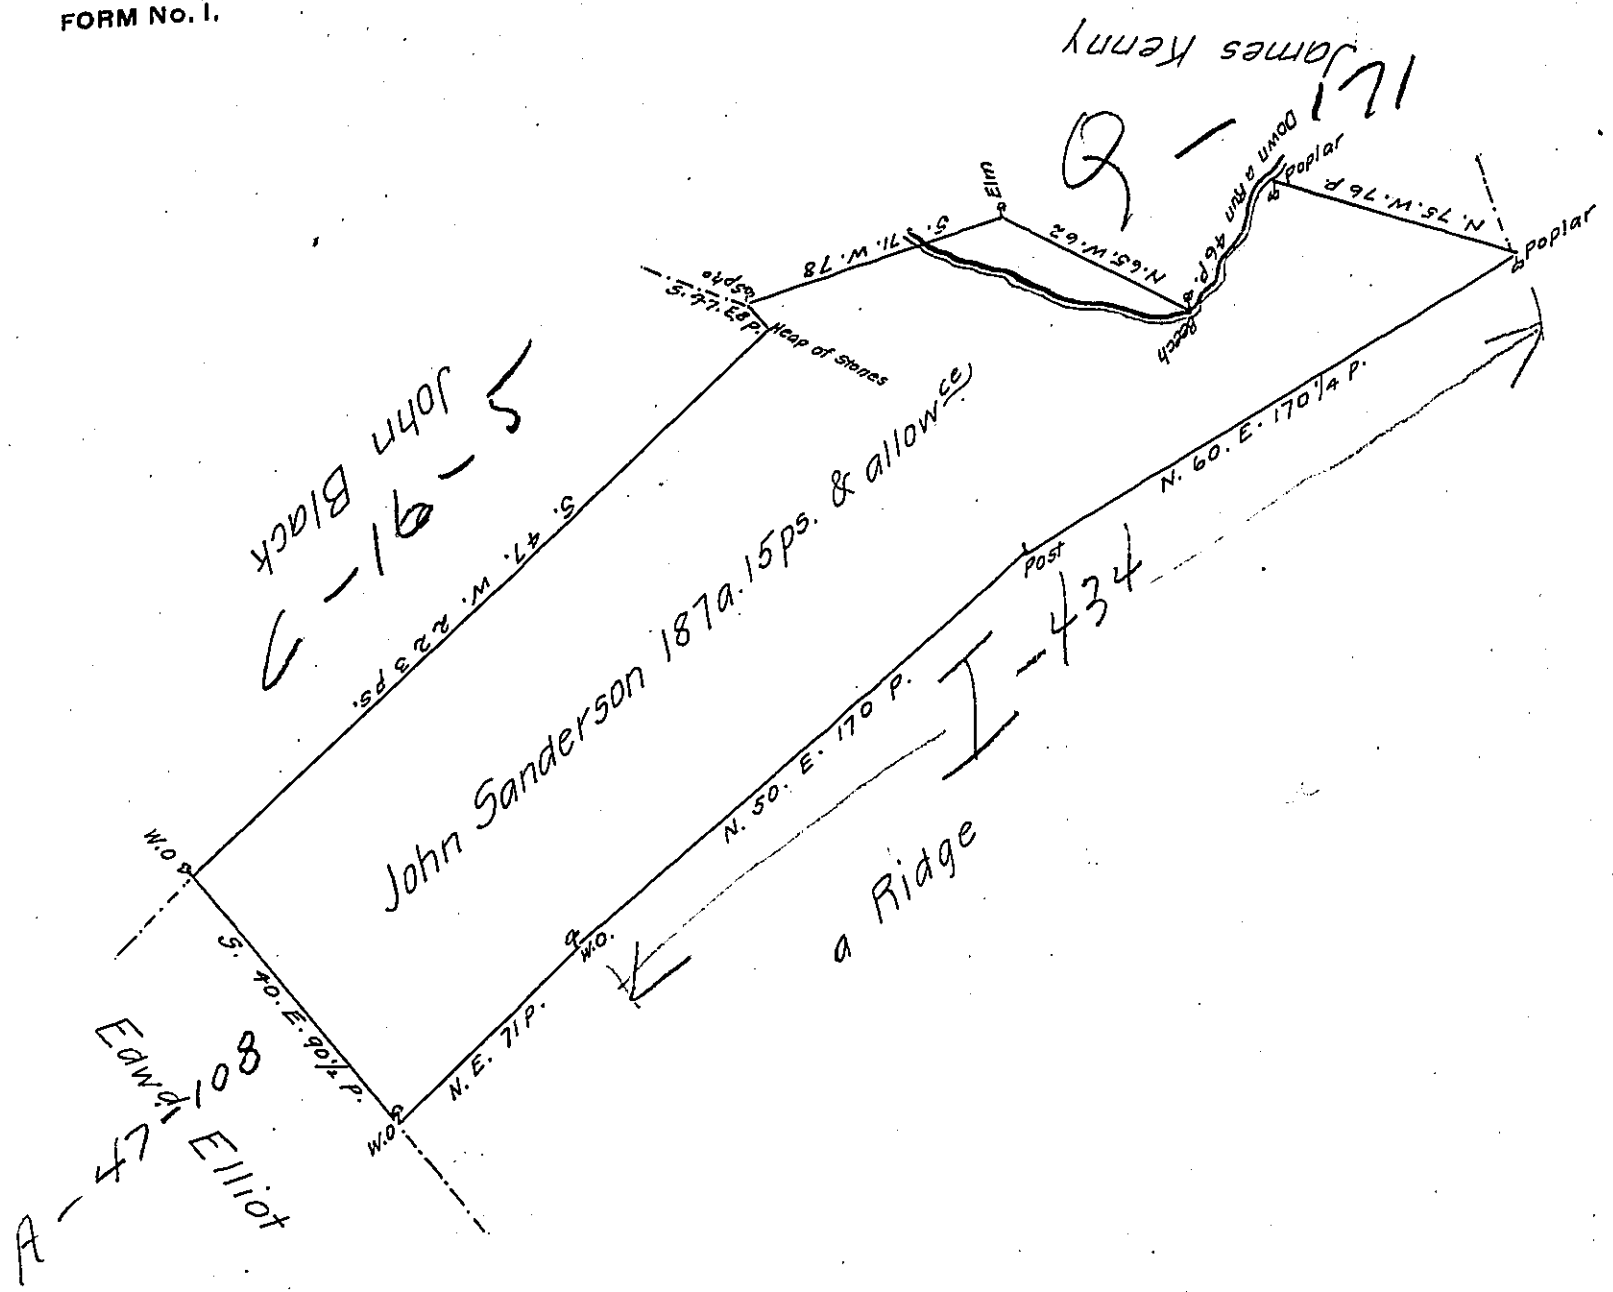 FORM No. 1.
James Kenny
Q - 171
Down a Run 46 P.
Poplar
N. 75. W. 76 P.
Poplar
Elm
N. 65. W. 62
Beech
S. 71. W. 78
S. 47. E 8 P.
Heap of Stones
John Black
C - 16 - 5
S. 47. W. 223 PS.
John Sanderson 187a. 15ps. & allowce
N. 60. E. 170 1/4 P.
Post
I - 434
N. 50. E. 170 P.
a Ridge
W.O
W.O.
S. 40. E. 90 1/2 P.
N. E. 71 P.
W.O.
Edwd. Elliot
A - 47 - 108